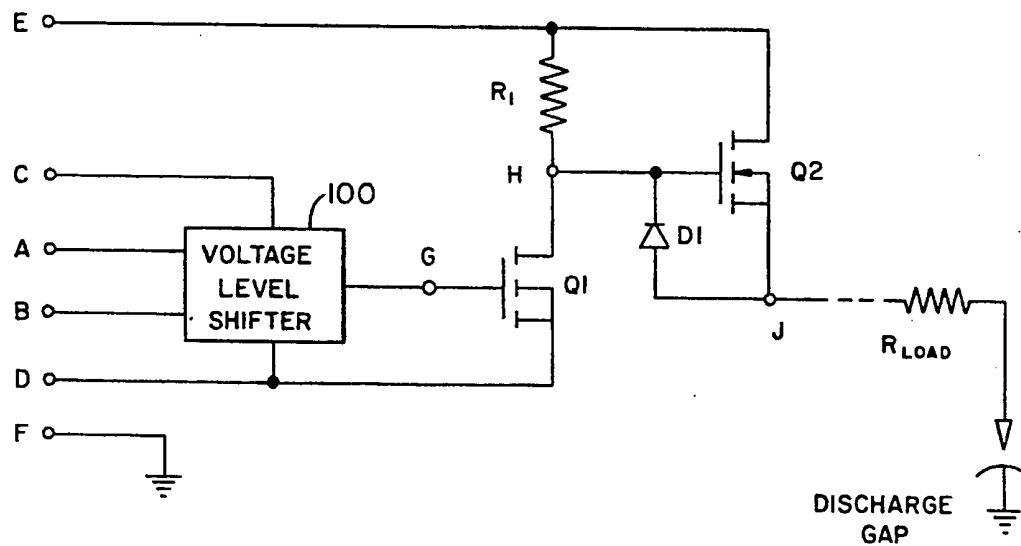 E
R1
C
H
Q2
100
A
G
D1
VOLTAGE
LEVEL
SHIFTER
Q1
B
J
RLOAD
D
F
DISCHARGE
GAP